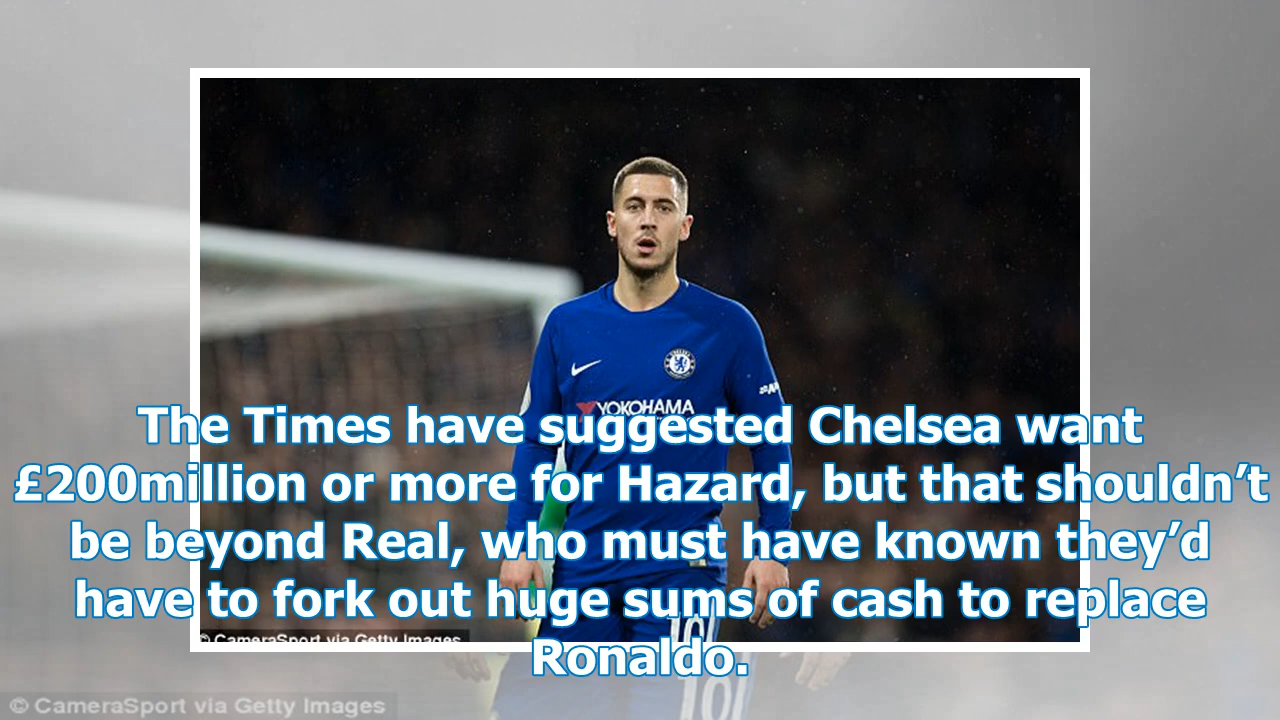 YOKOHAMA
The Times have suggested Chelsea want
£200million or more for Hazard, but that shouldn’t
be beyond Real, who must have known they’d
have to fork out huge sums of cash to replace
Ronaldo.
10
© CameraSport via Getty Images
© CameraSport via Getty Images